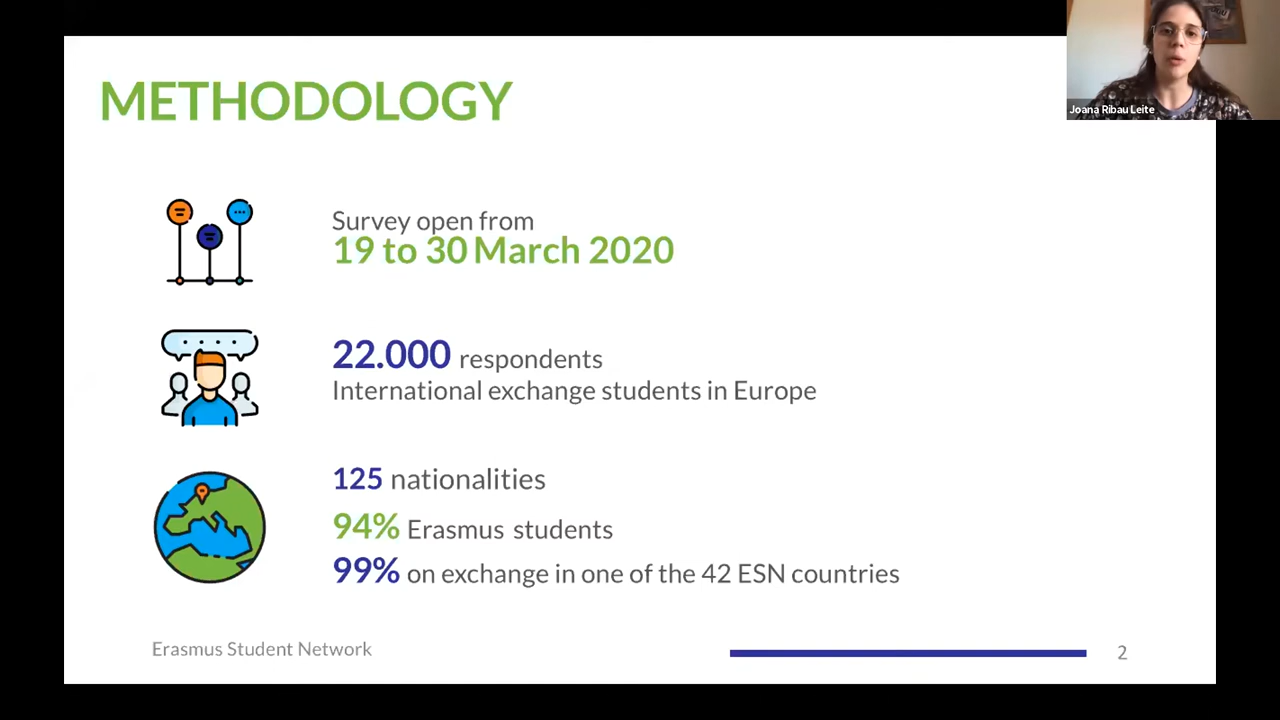 METHODOLOGY
Joana Ribau Leite
Survey open from
19 to 30 March 2020
22.000 respondents
International exchange students in Europe
125 nationalities
94% Erasmus students
99% on exchange in one of the 42 ESN countries
Erasmus Student Network
2